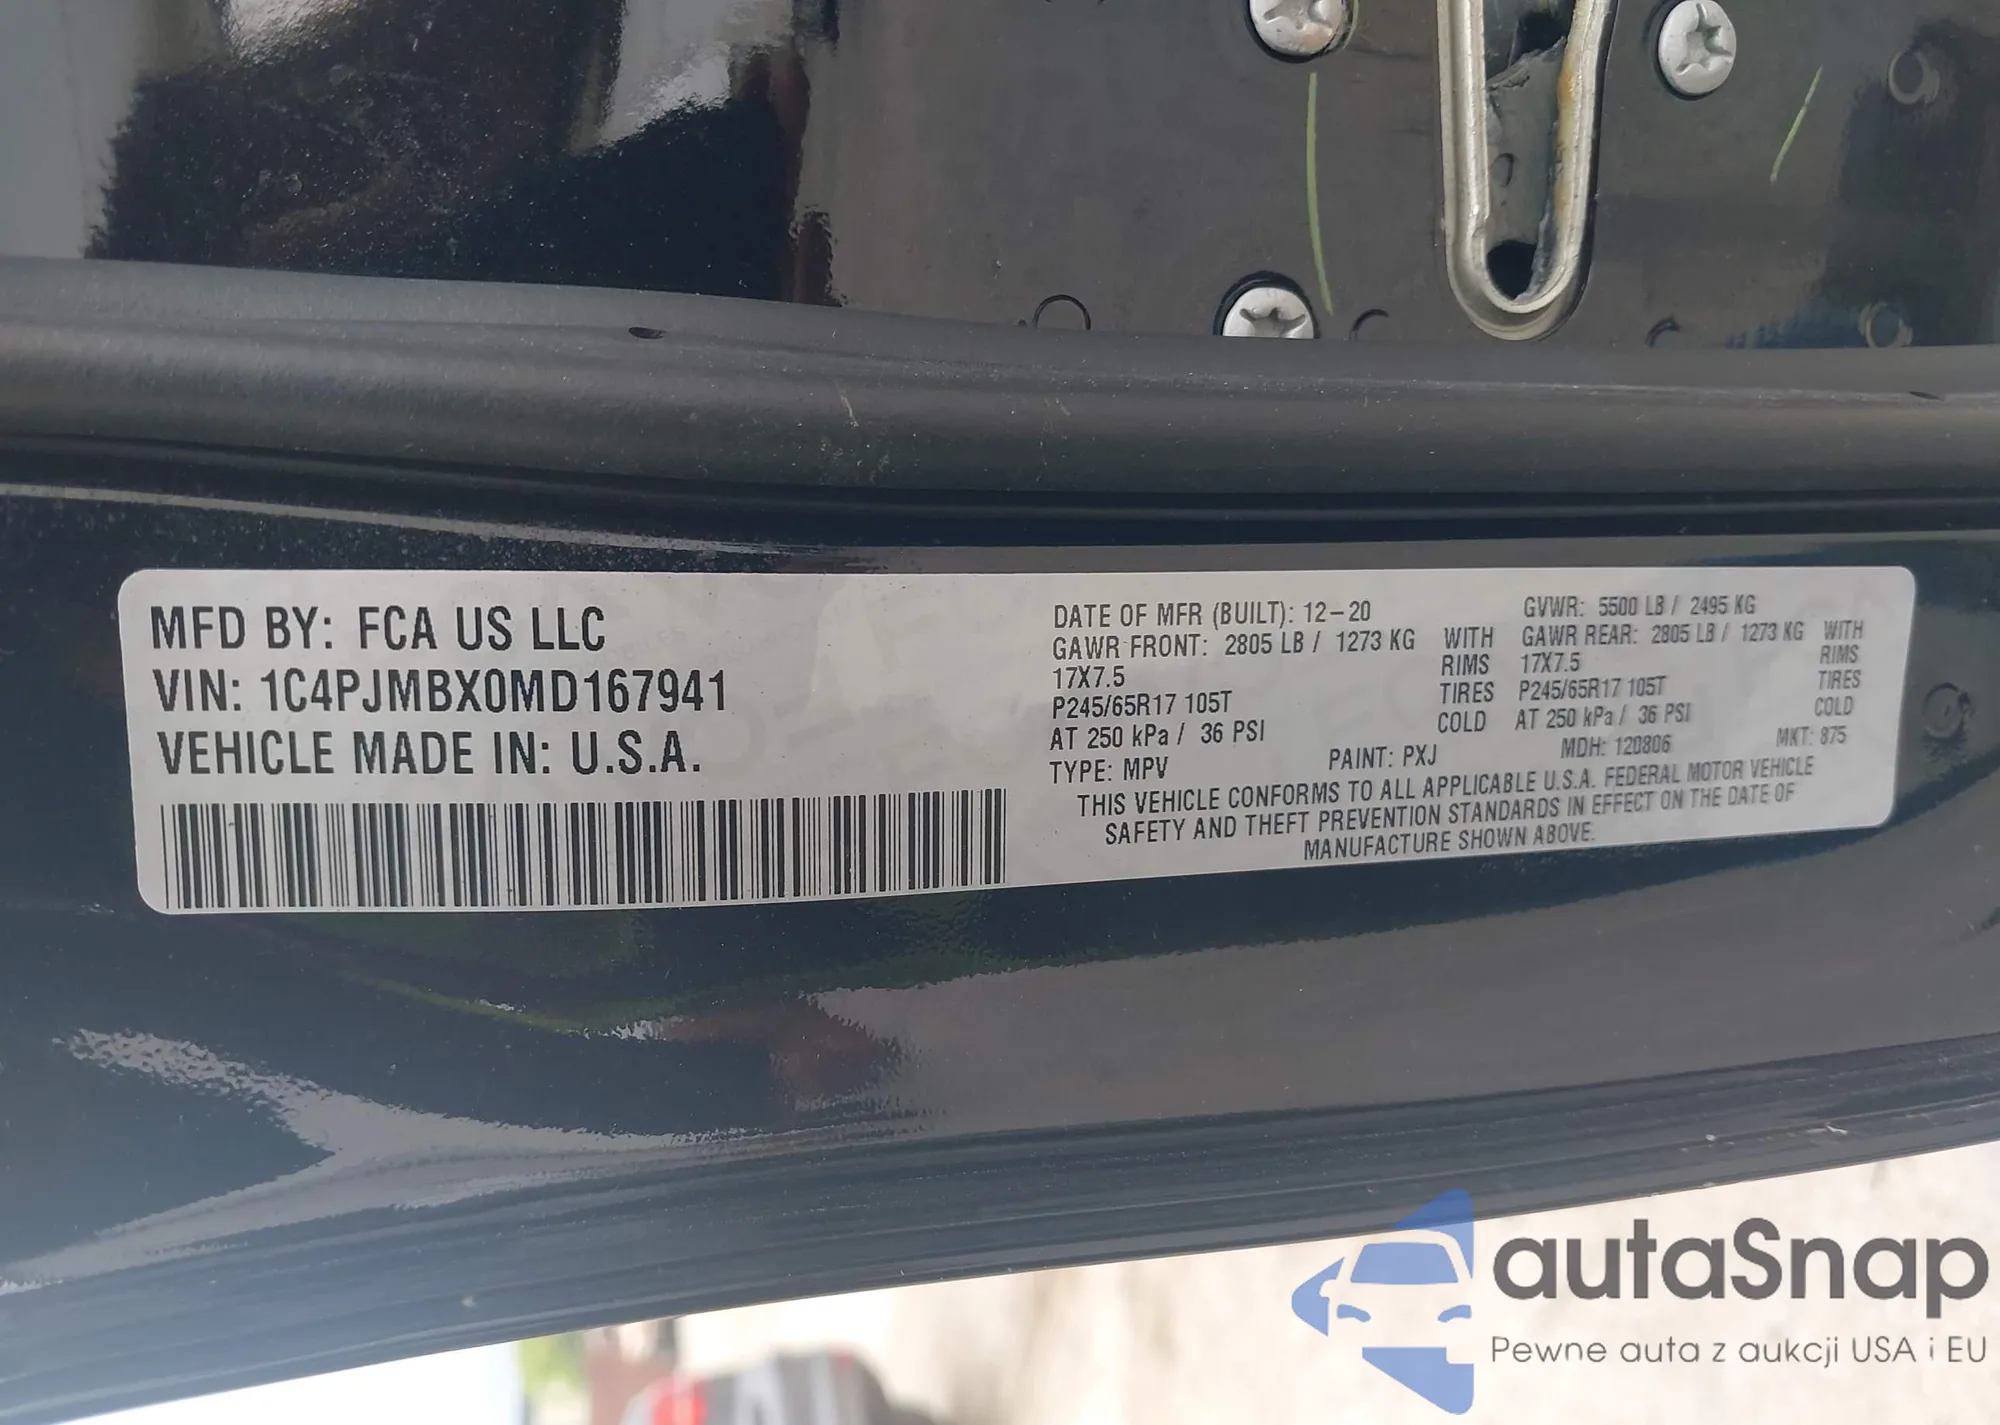 MFD BY: FCA US LLC
VIN: 1C4PJMBX0MD167941
VEHICLE MADE IN: U.S.A.
DATE OF MFR (BUILT): 12-20 GVWR: 5500 LB / 2495 KG
GAWR FRONT: 2805 LB / 1273 KG WITH GAWR REAR: 2805 LB / 1273 KG WITH
17X7.5 RIMS 17X7.5 RIMS
P245/65R17 105T TIRES P245/65R17 105T TIRES
AT 250 kPa / 36 PSI COLD AT 250 kPa / 36 PSI COLD
TYPE: MPV PAINT: PXJ MDH: 120806 MKT: 875
THIS VEHICLE CONFORMS TO ALL APPLICABLE U.S.A. FEDERAL MOTOR VEHICLE
SAFETY AND THEFT PREVENTION STANDARDS IN EFFECT ON THE DATE OF
MANUFACTURE SHOWN ABOVE.
autaSnap
Pewne auta z aukcji USA i EU